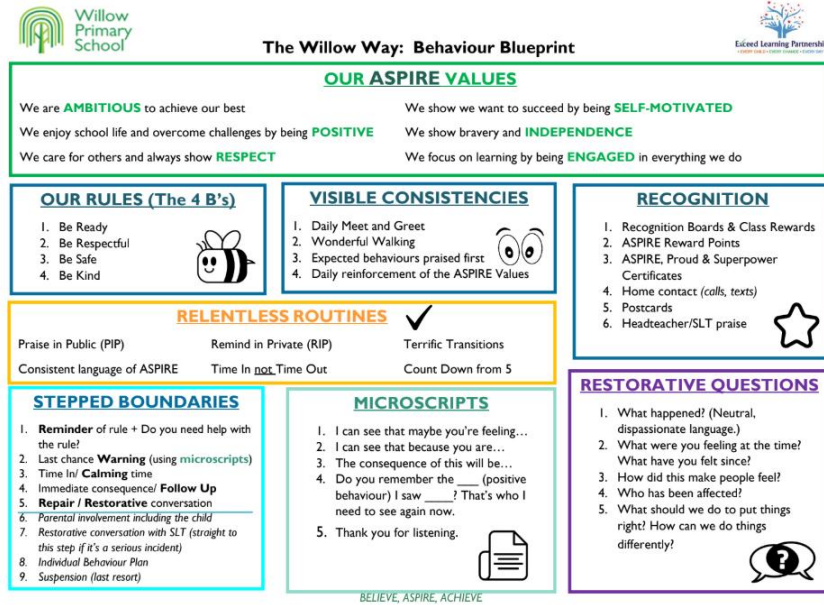 Willow
Primary
School
Exceed Learning Partnership
• EVERY CHILD • EVERY CHANCE • EVERY DAY
The Willow Way: Behaviour Blueprint
OUR ASPIRE VALUES
We are AMBITIOUS to achieve our best
We enjoy school life and overcome challenges by being POSITIVE
We care for others and always show RESPECT
We show we want to succeed by being SELF-MOTIVATED
We show bravery and INDEPENDENCE
We focus on learning by being ENGAGED in everything we do
OUR RULES (The 4 B's)
1. Be Ready
2. Be Respectful
3. Be Safe
4. Be Kind
VISIBLE CONSISTENCIES
1. Daily Meet and Greet
2. Wonderful Walking
3. Expected behaviours praised first
4. Daily reinforcement of the ASPIRE Values
RECOGNITION
1. Recognition Boards & Class Rewards
2. ASPIRE Reward Points
3. ASPIRE, Proud & Superpower
Certificates
4. Home contact (calls, texts)
5. Postcards
6. Headteacher/SLT praise
RELENTLESS ROUTINES
Praise in Public (PIP)
Remind in Private (RIP)
Terrific Transitions
Consistent language of ASPIRE
Time In not Time Out
Count Down from 5
STEPPED BOUNDARIES
1. Reminder of rule + Do you need help with
the rule?
2. Last chance Warning (using microscripts)
3. Time In/ Calming time
4. Immediate consequence/ Follow Up
5. Repair / Restorative conversation
6. Parental involvement including the child
7. Restorative conversation with SLT (straight to
this step if it's a serious incident)
8. Individual Behaviour Plan
9. Suspension (last resort)
MICROSCRIPTS
1. I can see that maybe you're feeling…
2. I can see that because you are…
3. The consequence of this will be…
4. Do you remember the ___ (positive
behaviour) I saw ____? That's who I
need to see again now.
5. Thank you for listening.
RESTORATIVE QUESTIONS
1. What happened? (Neutral,
dispassionate language.)
2. What were you feeling at the time?
What have you felt since?
3. How did this make people feel?
4. Who has been affected?
5. What should we do to put things
right? How can we do things
differently?
?
BELIEVE, ASPIRE, ACHIEVE